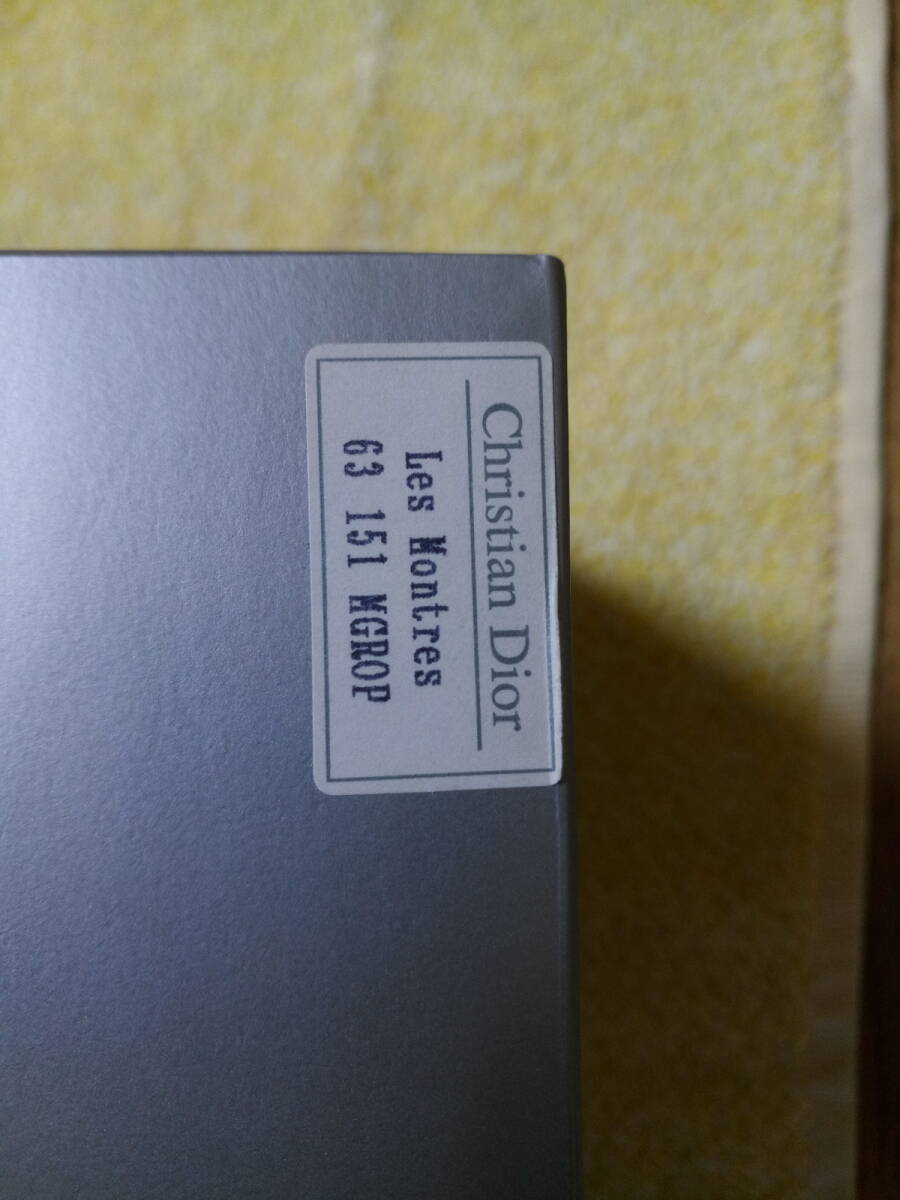 Christian Dior
Les Montres
63 151 MGROP